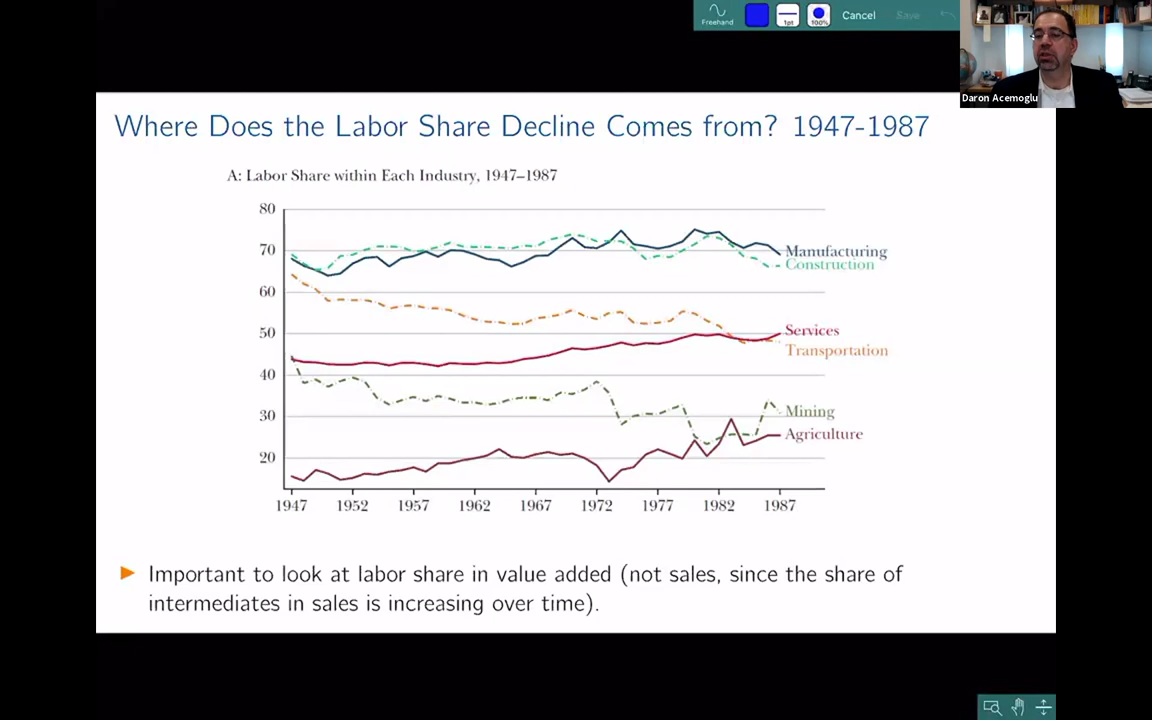 Freehand
1pt
100%
Cancel
Save
Daron Acemoglu
Where Does the Labor Share Decline Comes from? 1947-1987
A: Labor Share within Each Industry, 1947–1987
80
70
60
50
40
30
20
Manufacturing
Construction
Services
Transportation
Mining
Agriculture
1947 1952 1957 1962 1967 1972 1977 1982 1987
Important to look at labor share in value added (not sales, since the share of
intermediates in sales is increasing over time).